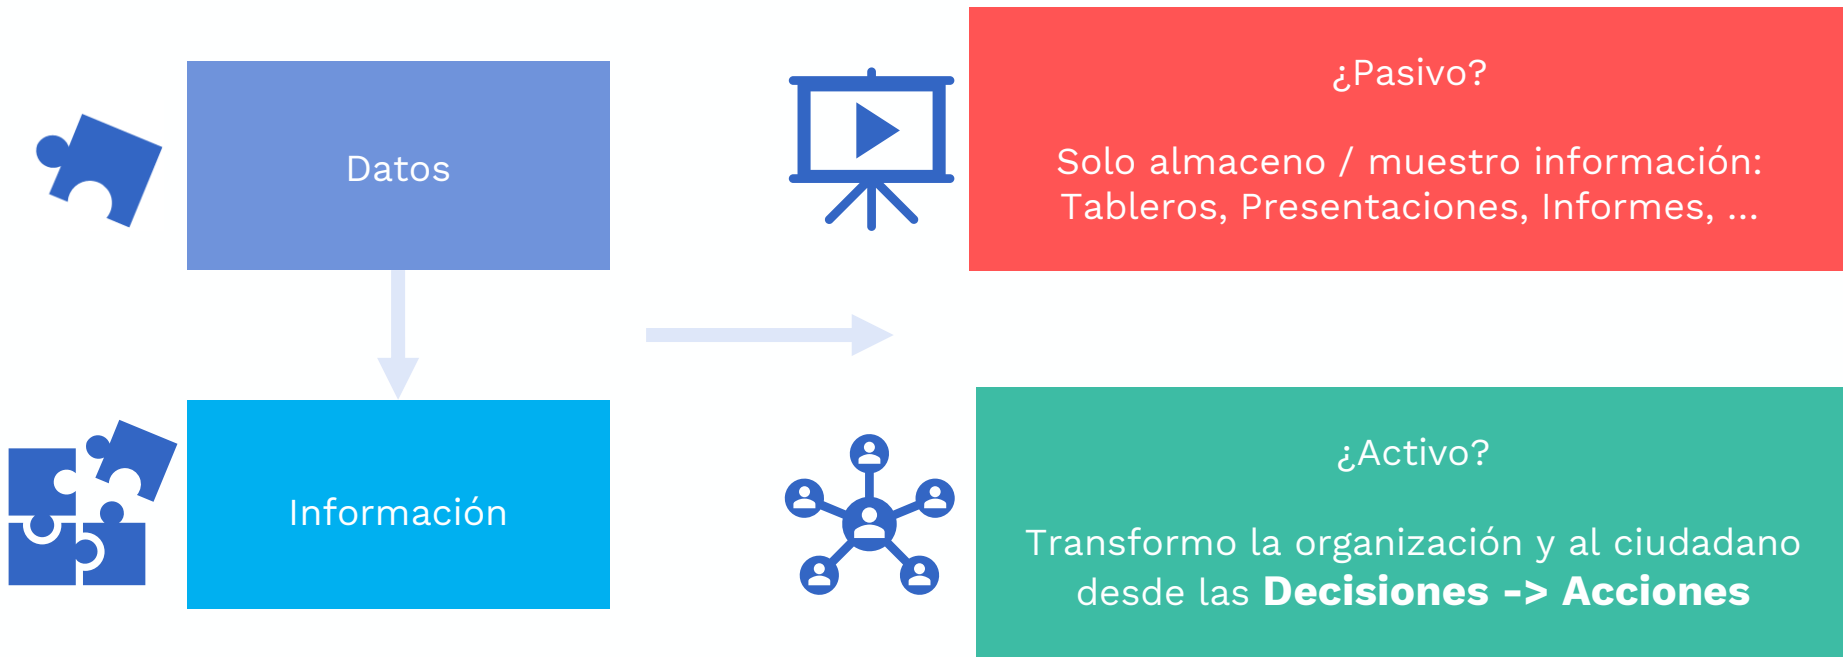 Datos
Información
¿Pasivo?
Solo almaceno / muestro información:
Tableros, Presentaciones, Informes, ...
¿Activo?
Transformo la organización y al ciudadano
desde las Decisiones -> Acciones